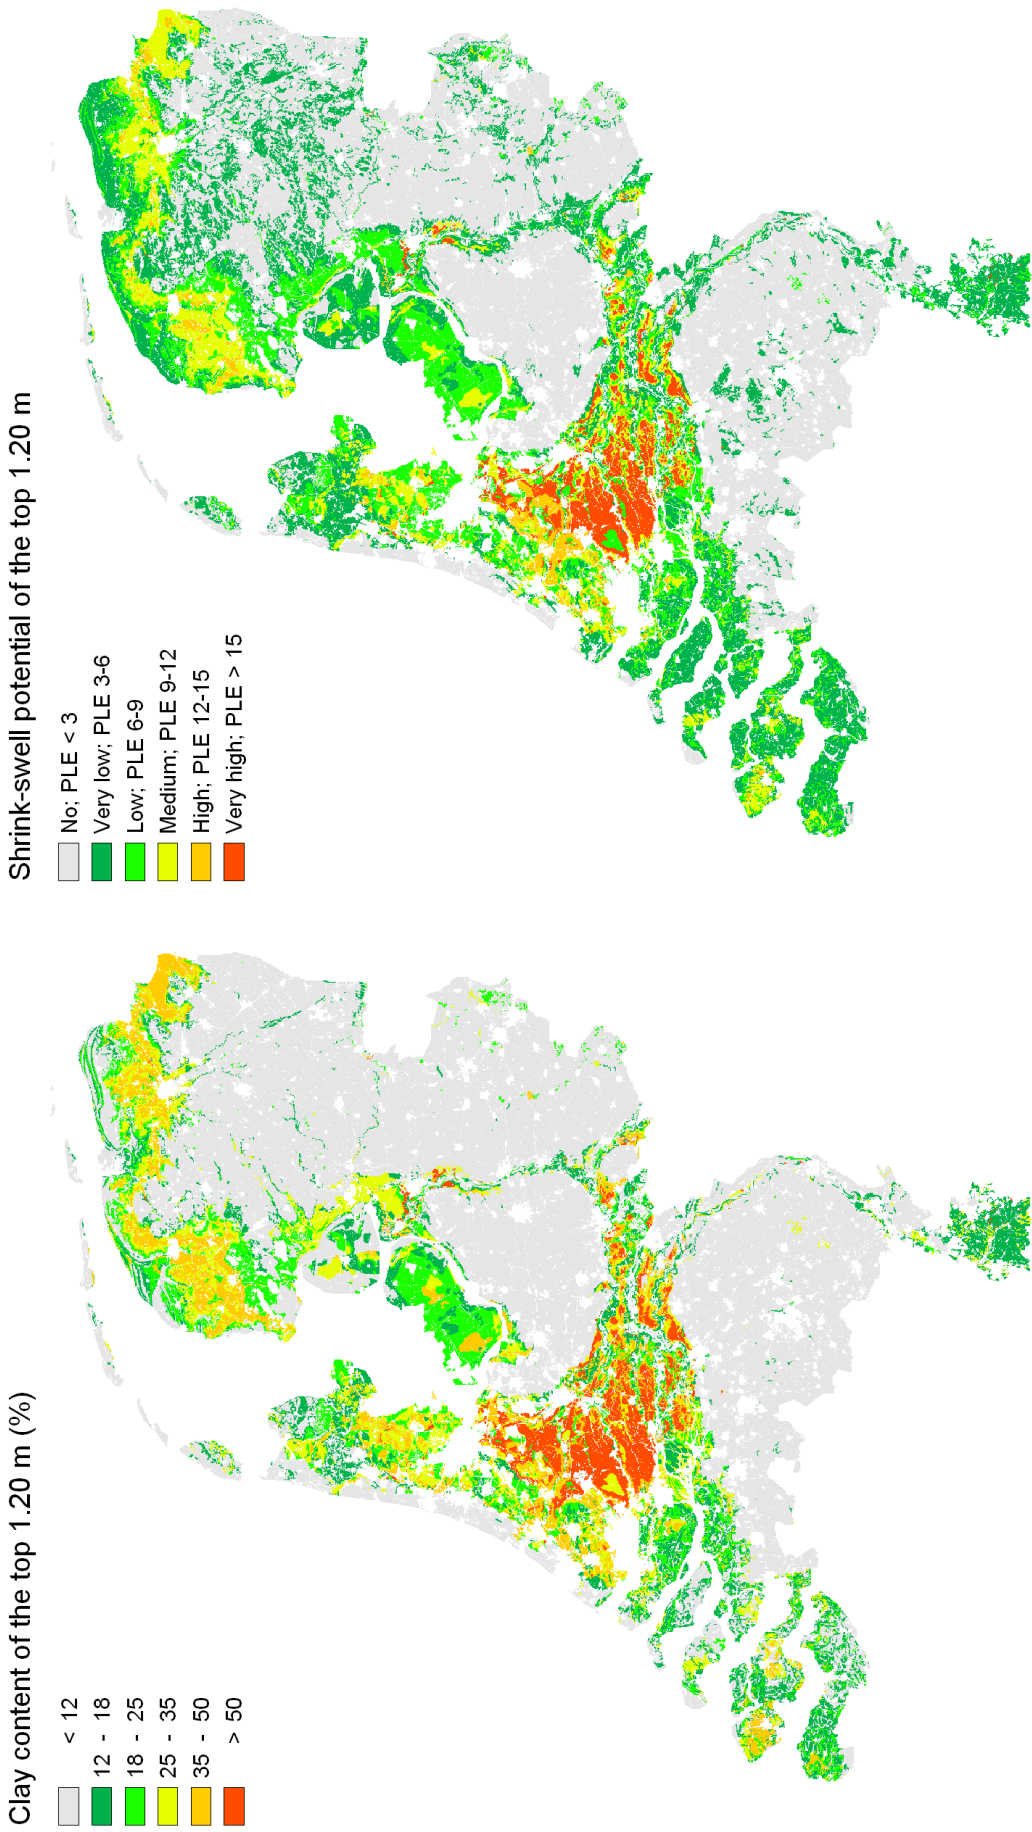 Clay content of the top 1.20 m (%)
< 12
12 - 18
18 - 25
25 - 35
35 - 50
> 50
Shrink-swell potential of the top 1.20 m
No; PLE < 3
Very low; PLE 3-6
Low; PLE 6-9
Medium; PLE 9-12
High; PLE 12-15
Very high; PLE > 15